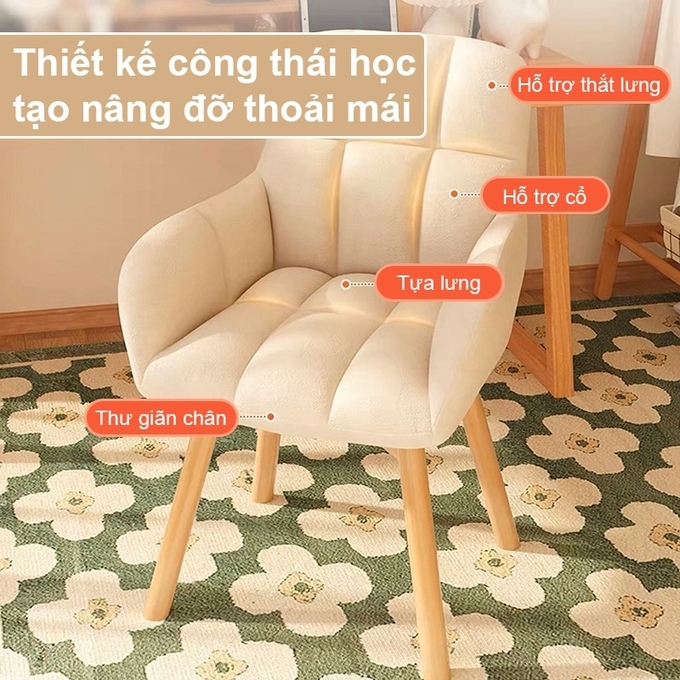 Thiết kế công thái học
tạo nâng đỡ thoải mái
Hỗ trợ thắt lưng
Hỗ trợ cổ
Tựa lưng
Thư giãn chân